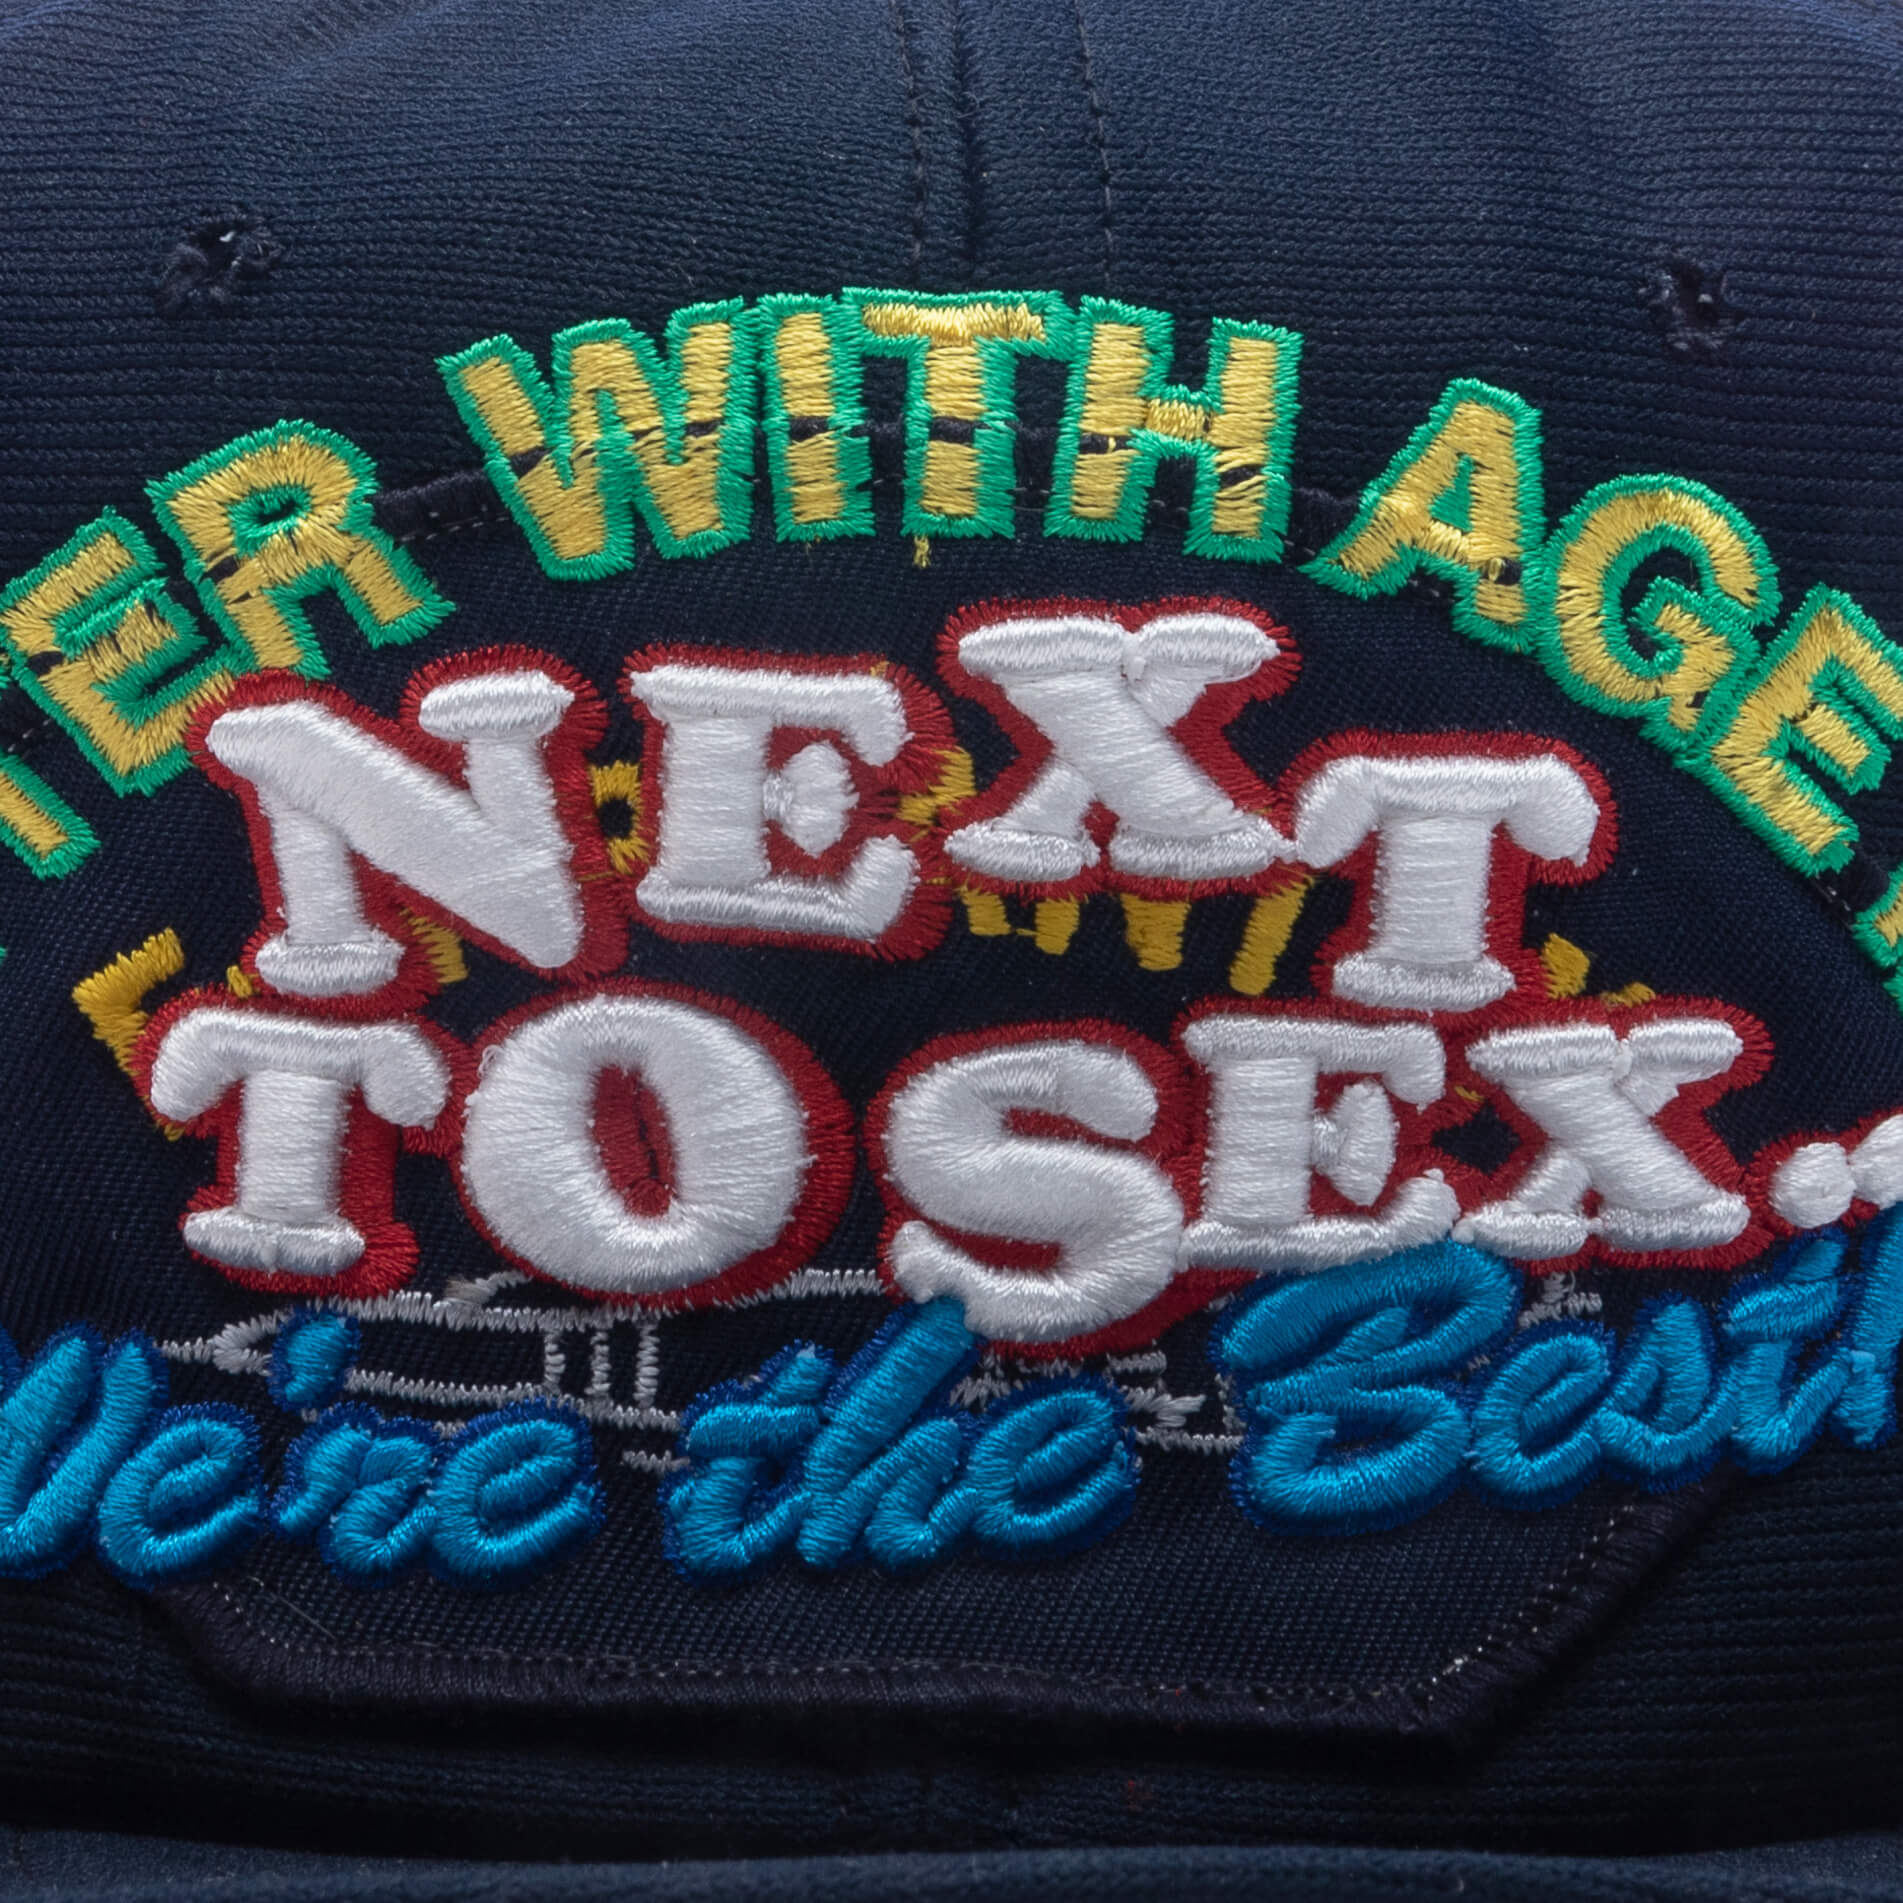 TER WITH AGE
NEXT
TO SEX..
We're the Best!